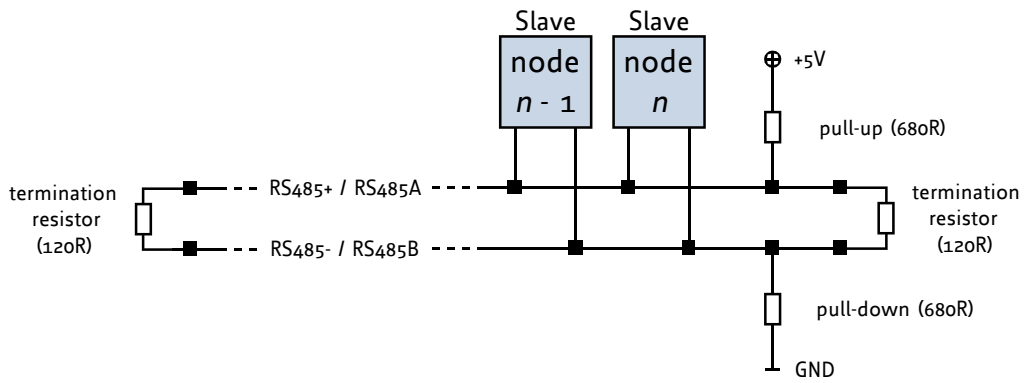 Slave
Slave
node
n - 1
node
n
+5V
pull-up (680R)
termination
resistor
(120R)
RS485+ / RS485A
RS485- / RS485B
termination
resistor
(120R)
pull-down (680R)
GND